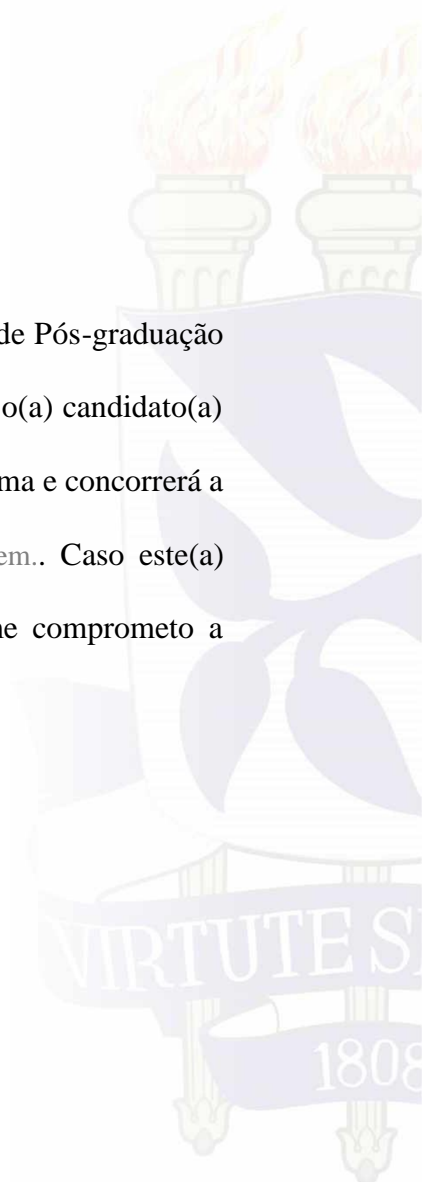 de Pós-graduação
o(a) candidato(a)
ma e concorrerá a
em.. Caso este(a)
me comprometo a
VIRTUTE
1808